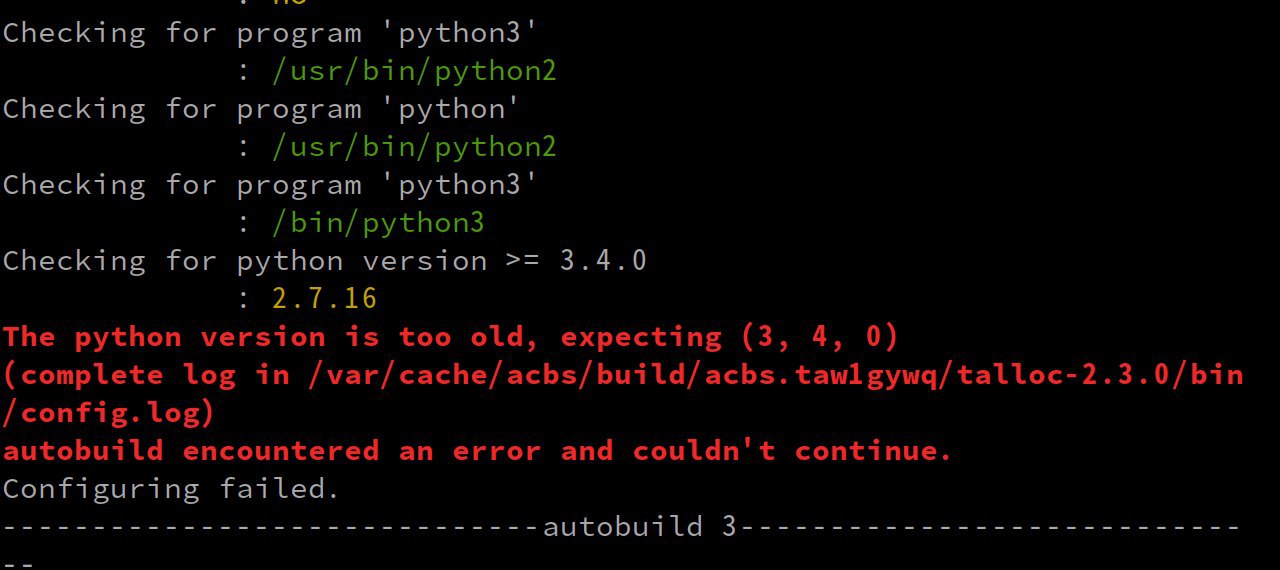 : no
Checking for program 'python3'
: /usr/bin/python2
Checking for program 'python'
: /usr/bin/python2
Checking for program 'python3'
: /bin/python3
Checking for python version >= 3.4.0
: 2.7.16
The python version is too old, expecting (3, 4, 0)
(complete log in /var/cache/acbs/build/acbs.taw1gywq/talloc-2.3.0/bin
/config.log)
autobuild encountered an error and couldn't continue.
Configuring failed.
------------------------------autobuild 3----------------------------
--